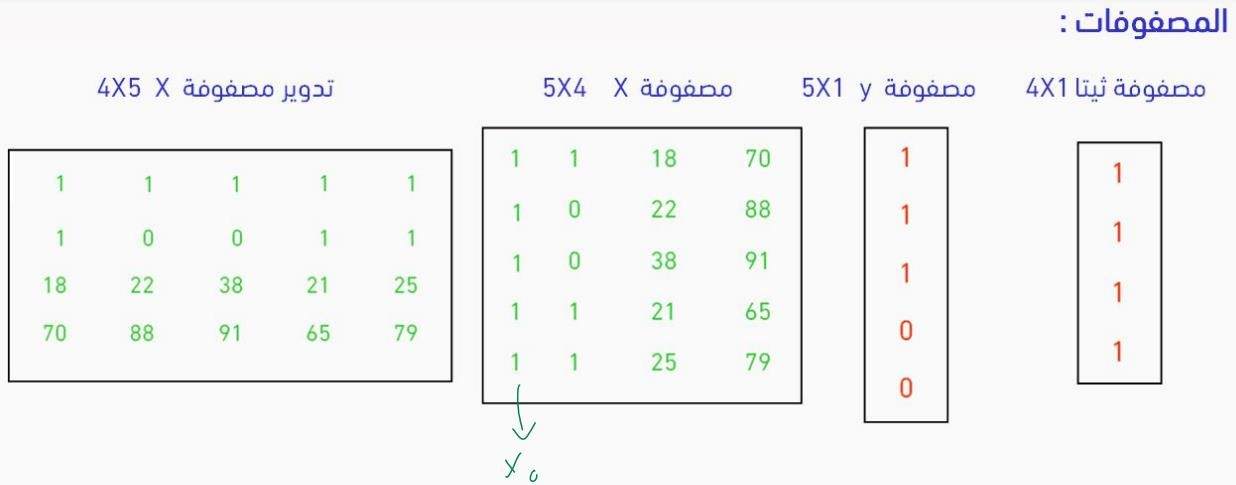 المصفوفات :
مصفوفة ثيتا 4X1
مصفوفة y 5X1
مصفوفة X 5X4
تدوير مصفوفة X 4X5
1
1
1
1
1
1
1
0
0
1 1 18 70
1 0 22 88
1 0 38 91
1 1 21 65
1 1 25 79
x₀
1 1 1 1 1
1 0 0 1 1
18 22 38 21 25
70 88 91 65 79